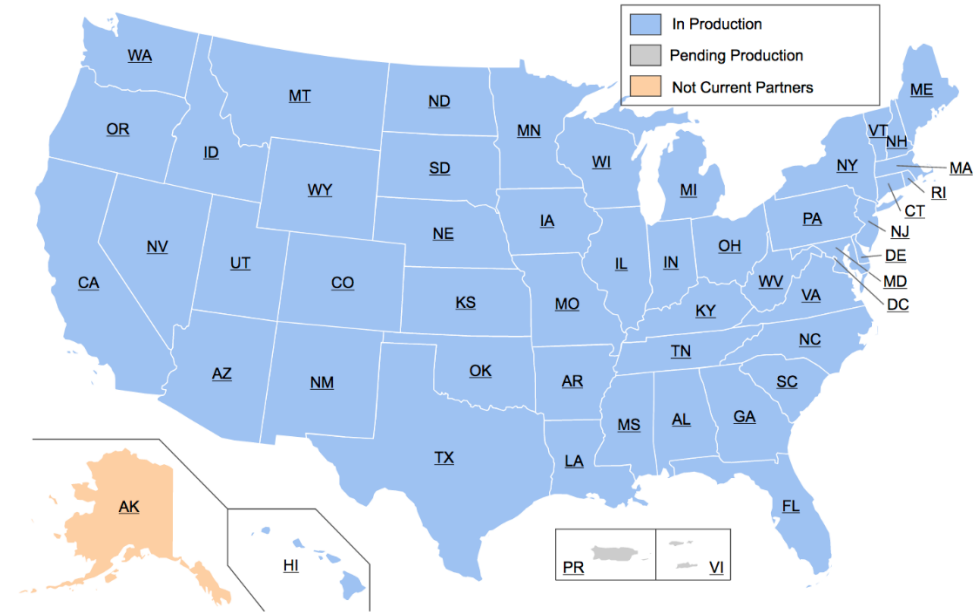 In Production
Pending Production
Not Current Partners
WA
MT
ND
MN
ME
OR
ID
SD
WI
VT
NH
NY
MA
WY
MI
RI
CT
IA
PA
NJ
NE
NV
UT
OH
IL
IN
DE
CA
CO
WV
MD
VA
DC
KS
MO
KY
NC
TN
AZ
NM
OK
AR
SC
MS
AL
GA
TX
LA
AK
FL
HI
PR
VI